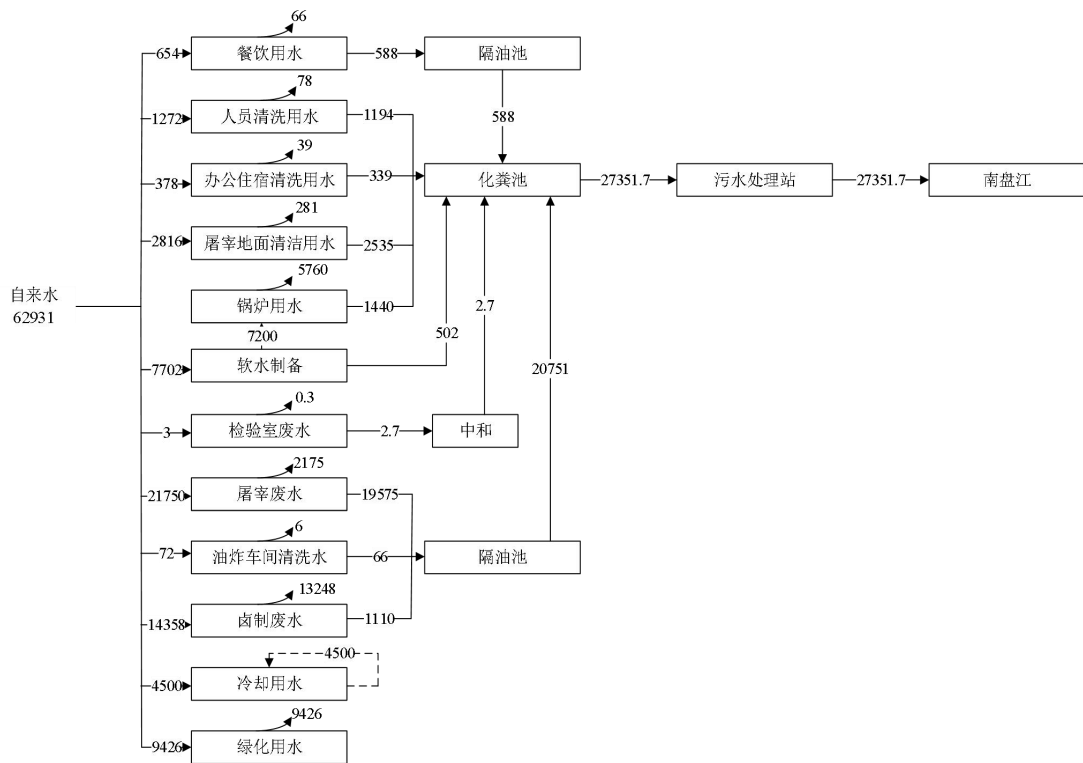 66
654
餐饮用水
588
隔油池
78
1272
人员清洗用水
1194
588
39
378
办公住宿清洗用水
339
化粪池
27351.7
污水处理站
27351.7
南盘江
281
2816
屠宰地面清洁用水
2535
5760
自来水
62931
锅炉用水
1440
2.7
7200
502
7702
软水制备
20751
0.3
3
检验室废水
2.7
中和
2175
21750
屠宰废水
19575
6
72
油炸车间清洗水
66
隔油池
13248
14358
卤制废水
1110
4500
4500
冷却用水
9426
9426
绿化用水